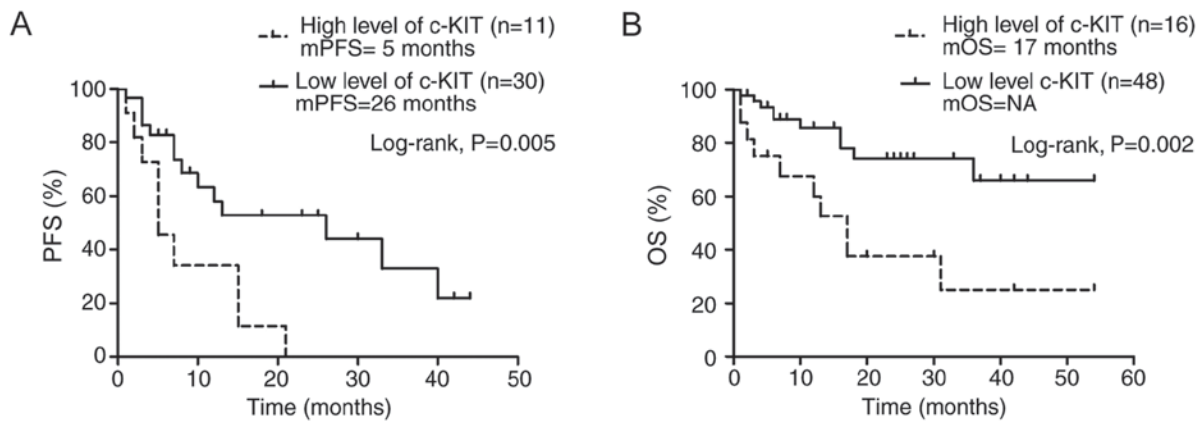 A
High level of c-KIT (n=11)
mPFS= 5 months
Low level of c-KIT (n=30)
mPFS=26 months
Log-rank, P=0.005
PFS (%)
100
80
60
40
20
0
0 10 20 30 40 50
Time (months)
B
High level of c-KIT (n=16)
mOS= 17 months
Low level c-KIT (n=48)
mOS=NA
Log-rank, P=0.002
OS (%)
100
80
60
40
20
0
0 10 20 30 40 50 60
Time (months)